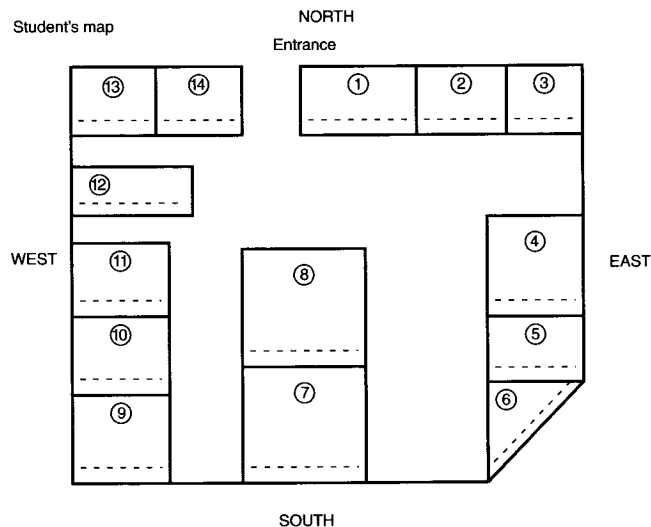 NORTH
Student's map
Entrance
13 14 1 2 3
12
4
WEST 11 8 EAST
10 5
9 7 6
SOUTH